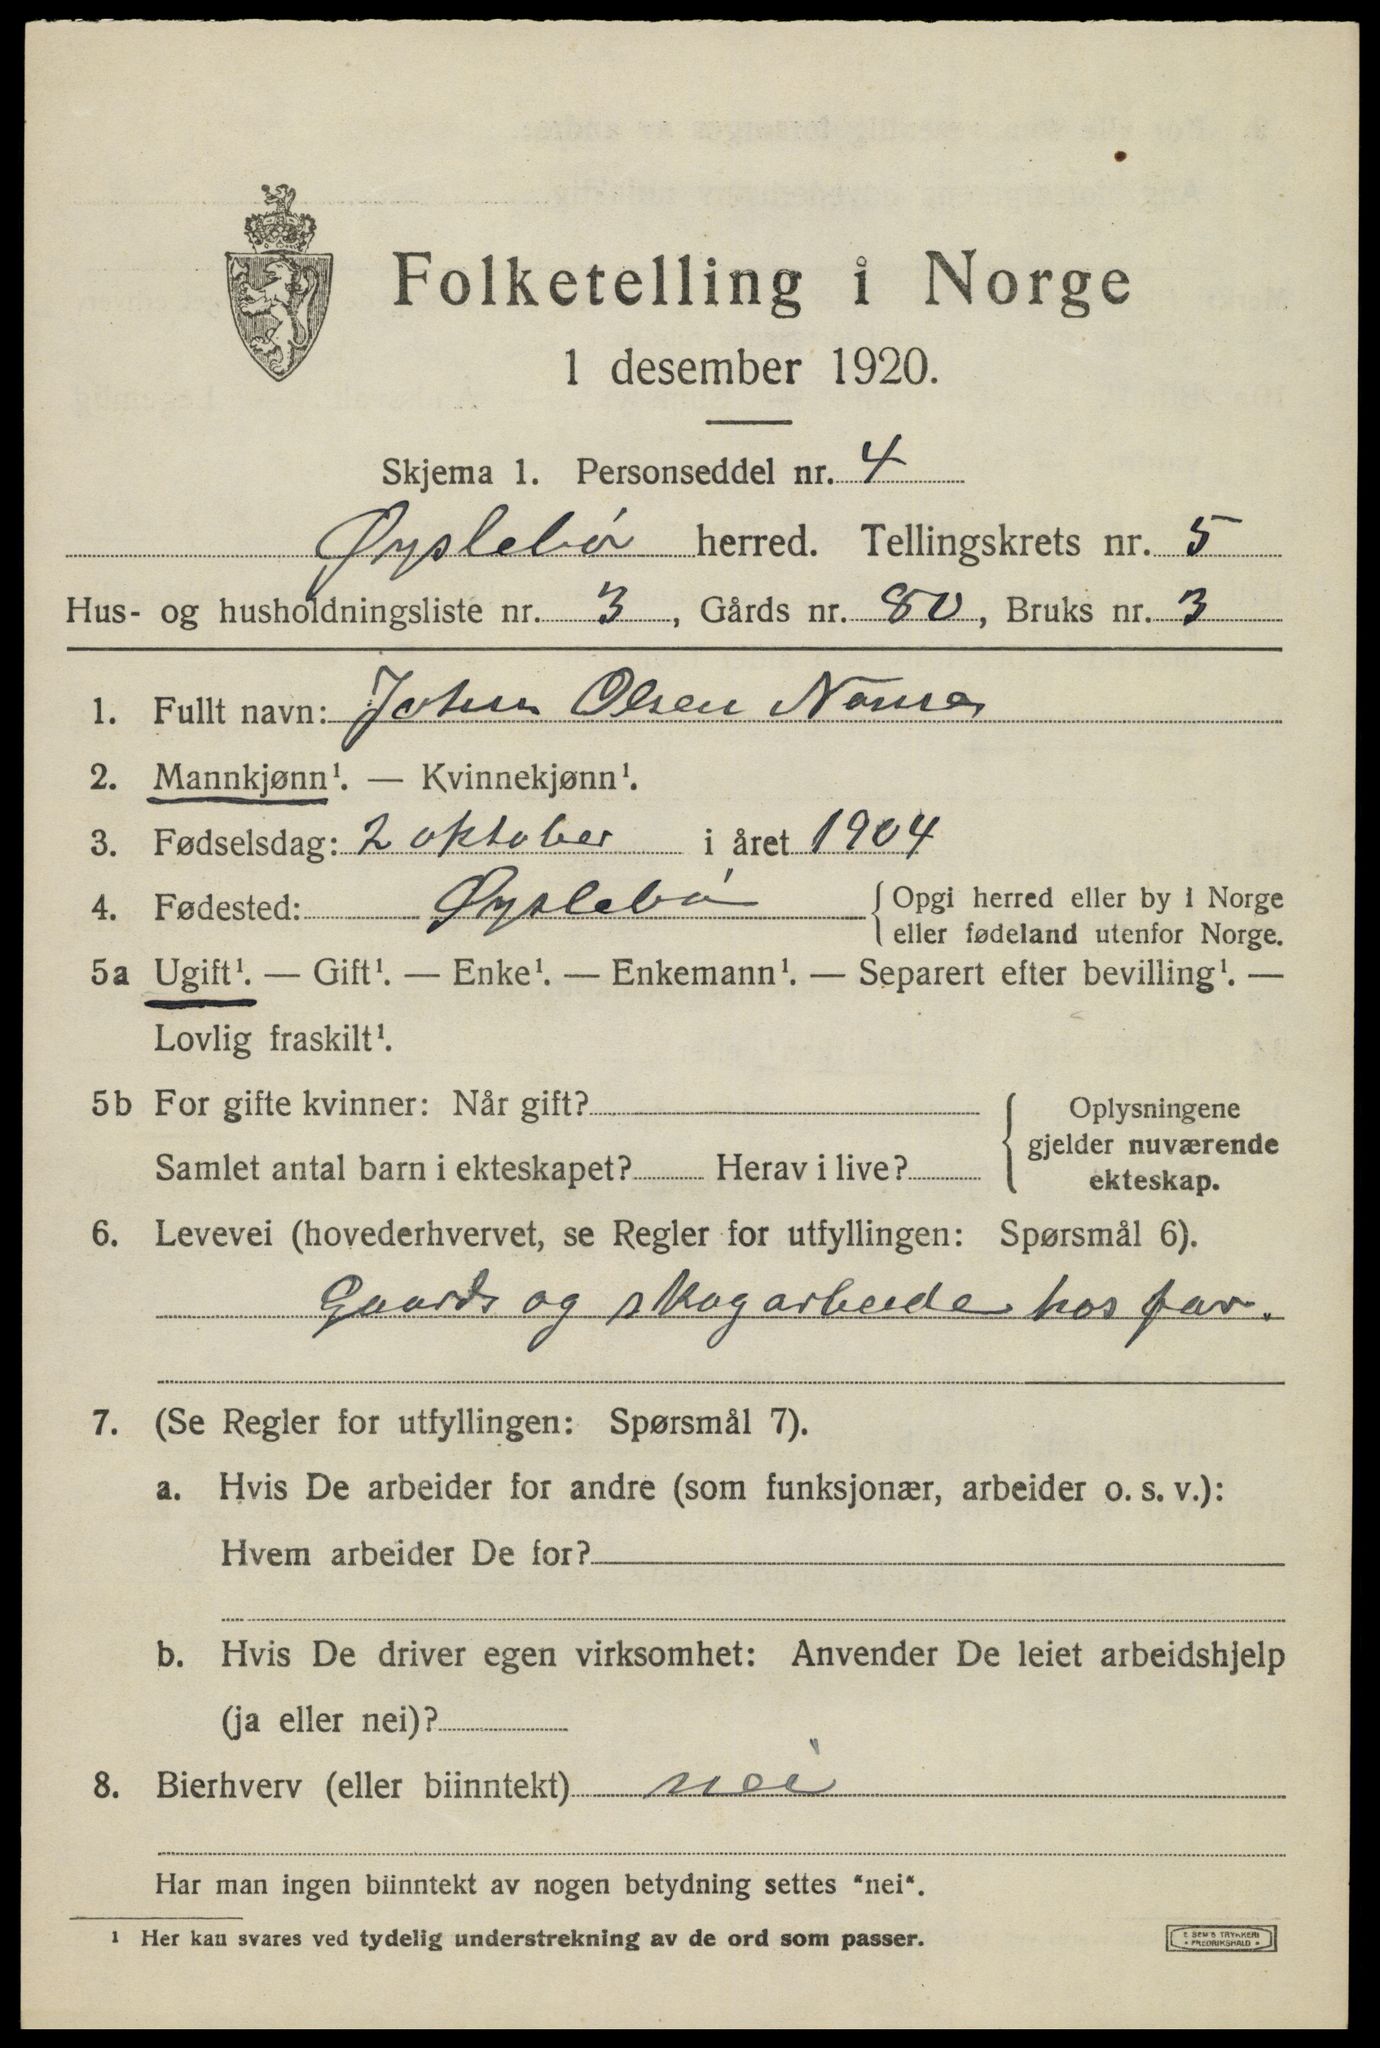 Folketelling i Norge
1 desember 1920.
Skjema 1. Personseddel nr. 4
Øyslebø herred. Tellingskrets nr. 5
Hus- og husholdningsliste nr. 3, Gårds nr. 80, Bruks nr. 3
1. Fullt navn: Johan Olsen
2. Mannkjønn¹. — Kvinnekjønn¹.
3. Fødselsdag: 2 oktober i året 1904
4. Fødested: Øyslebø {Opgi herred eller by i Norge
eller fødeland utenfor Norge.
5a Ugift¹. — Gift¹. — Enke¹. — Enkemann¹. — Separert efter bevilling¹. —
Lovlig fraskilt¹.
5b For gifte kvinner: Når gift?
Samlet antal barn i ekteskapet? Herav i live?
Oplysningene
gjelder nuværende
ekteskap.
6. Levevei (hovederhvervet, se Regler for utfyllingen: Spørsmål 6).
Gaards og skogarbeide hos far.
7. (Se Regler for utfyllingen: Spørsmål 7).
a. Hvis De arbeider for andre (som funksjonær, arbeider o. s. v.):
Hvem arbeider De for?
b. Hvis De driver egen virksomhet: Anvender De leiet arbeidshjelp
(ja eller nei)?
8. Bierhverv (eller biinntekt) nei
Har man ingen biinntekt av nogen betydning settes "nei".
¹ Her kan svares ved tydelig understrekning av de ord som passer.
E SEM'S TRYKKERI
• FREDRIKSHALD •